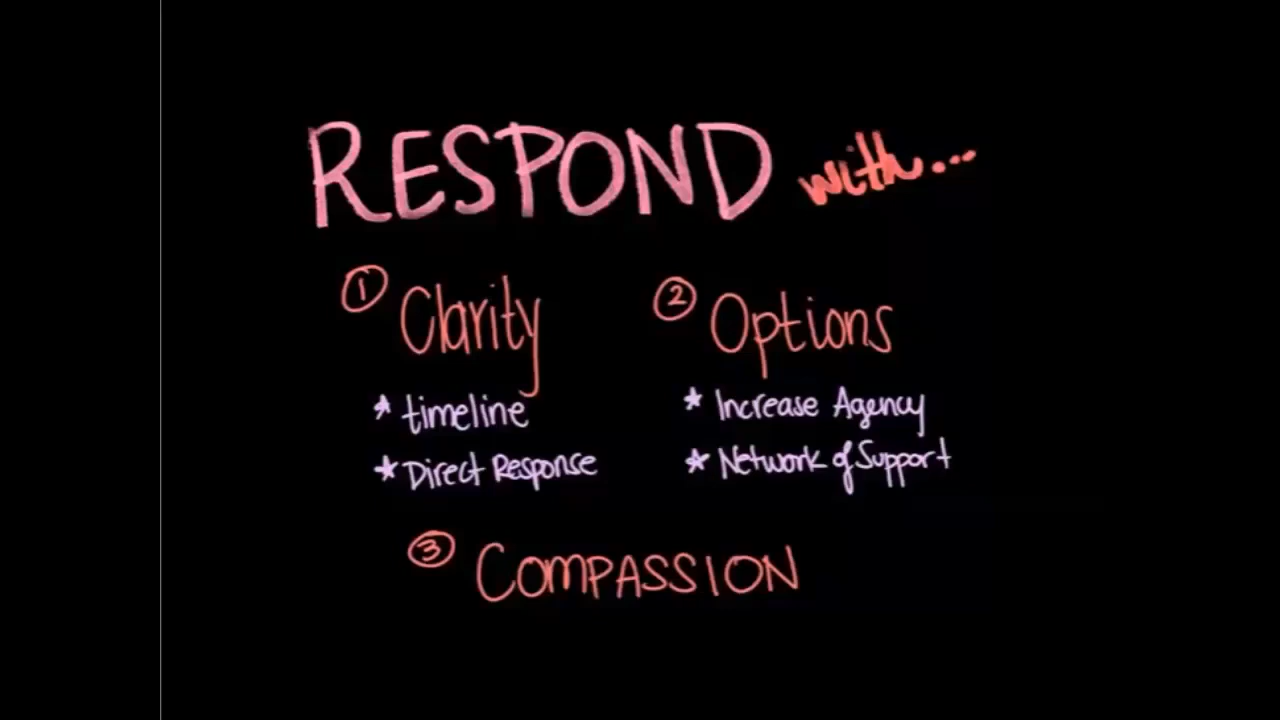 RESPOND with...
① Clarity
* timeline
* Direct Response
② Options
* Increase Agency
* Network of Support
③ COMPASSION